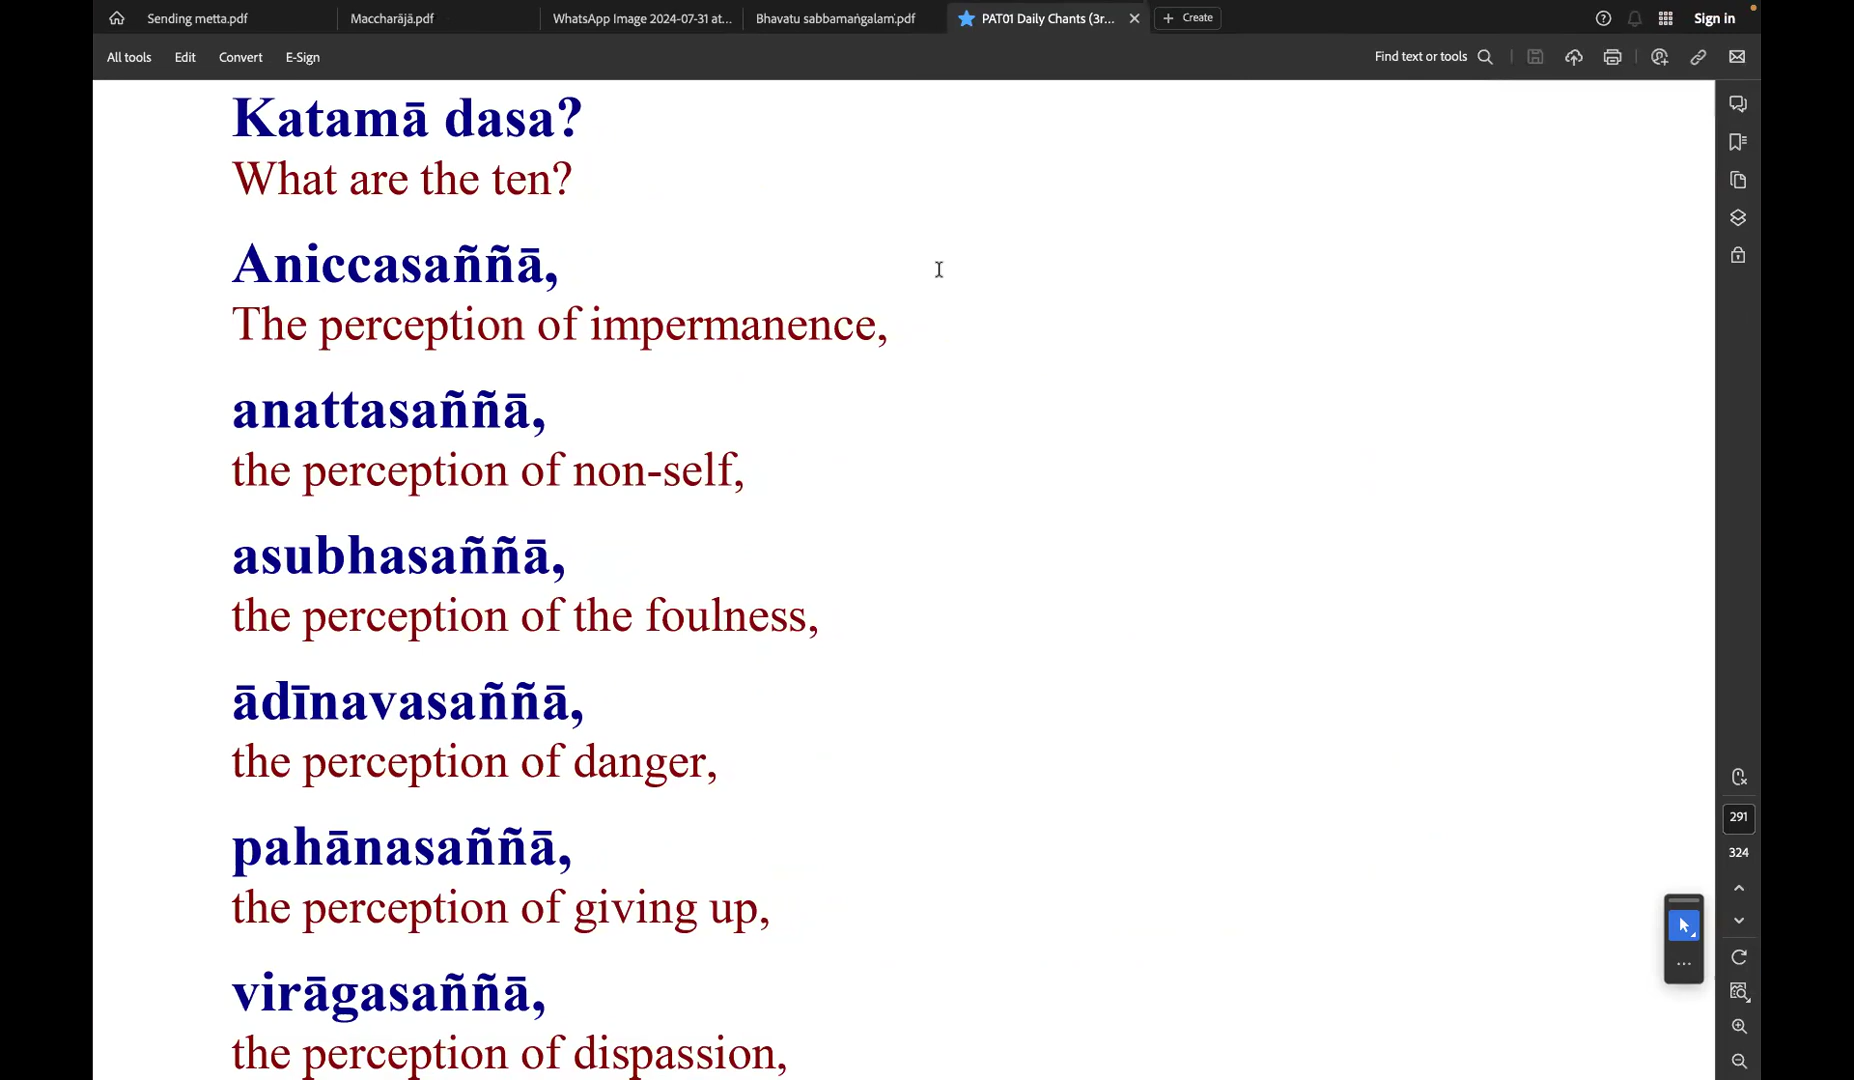 Sending metta.pdf
Maccharājā.pdf
WhatsApp Image 2024-07-31 at...
Bhavatu sabbamaṅgalaṁ.pdf
PAT01 Daily Chants (3r...
Create
Sign in
All tools
Edit
Convert
E-Sign
Find text or tools
Katamā dasa?
What are the ten?
Aniccasaññā,
The perception of impermanence,
anattasaññā,
the perception of non-self,
asubhasaññā,
the perception of the foulness,
ādīnavasaññā,
the perception of danger,
pahānasaññā,
the perception of giving up,
virāgasaññā,
the perception of dispassion,
291
324